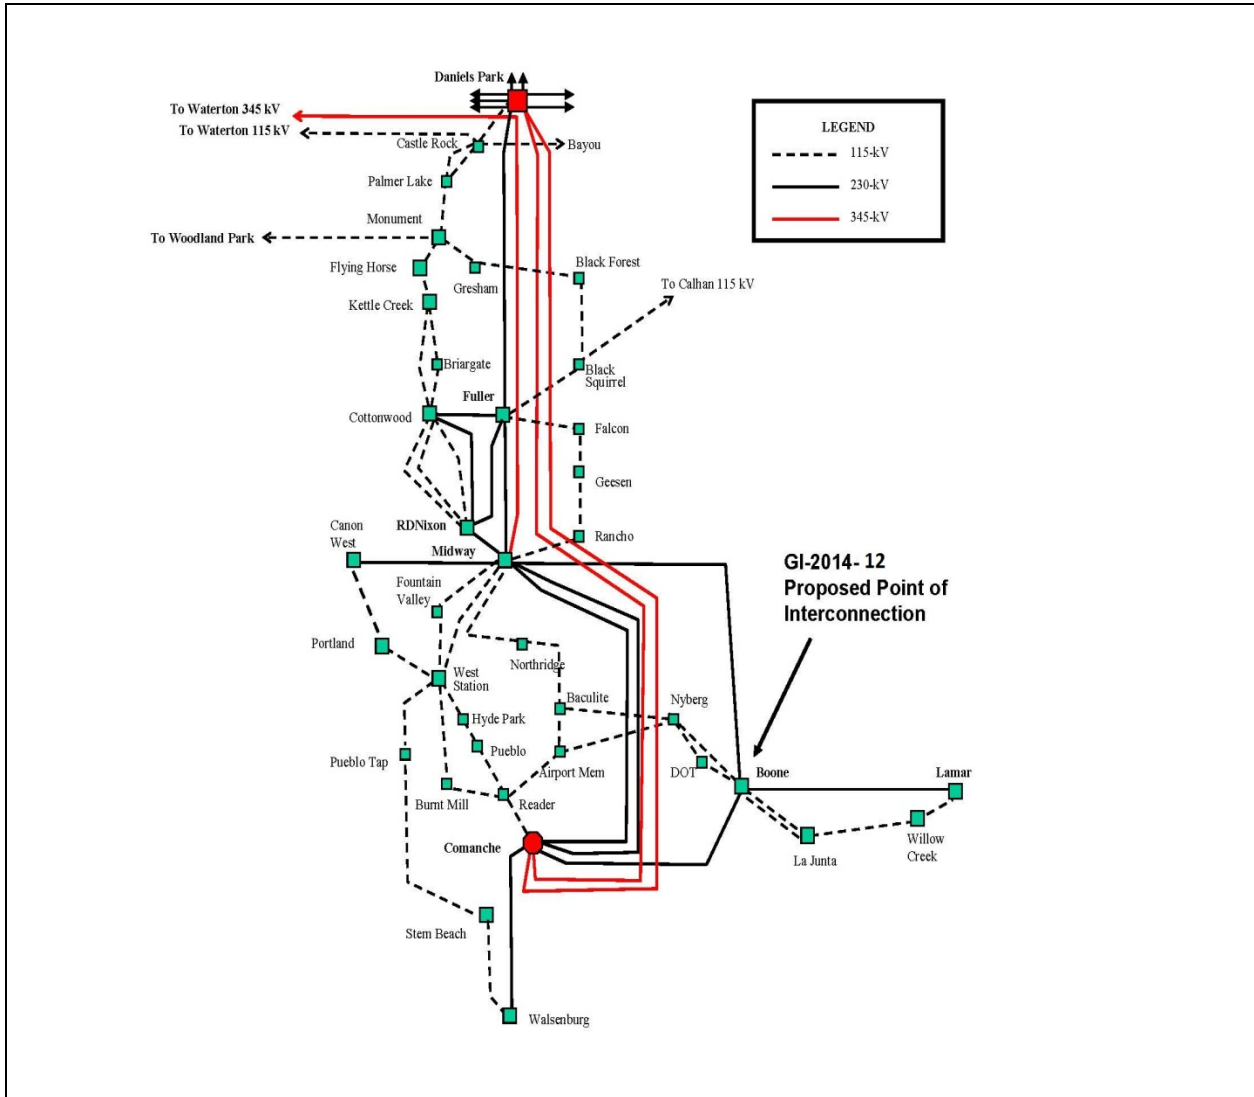 Daniels Park
To Waterton 345 kV
To Waterton 115 kV
Castle Rock
Bayou
Palmer Lake
LEGEND
115-kV
230-kV
345-kV
Monument
To Woodland Park
Flying Horse
Gresham
Black Forest
Kettle Creek
To Calhan 115 kV
Briargate
Black
Squirrel
Fuller
Cottonwood
Falcon
Geesen
RDNixon
Canon
West
Midway
Rancho
GI-2014- 12
Proposed Point of
Interconnection
Fountain
Valley
Portland
Northridge
West
Station
Baculite
Nyberg
Hyde Park
Pueblo
Pueblo Tap
Airport Mem
DOT
Boone
Lamar
Burnt Mill
Reader
Comanche
La Junta
Willow
Creek
Stem Beach
Walsenburg